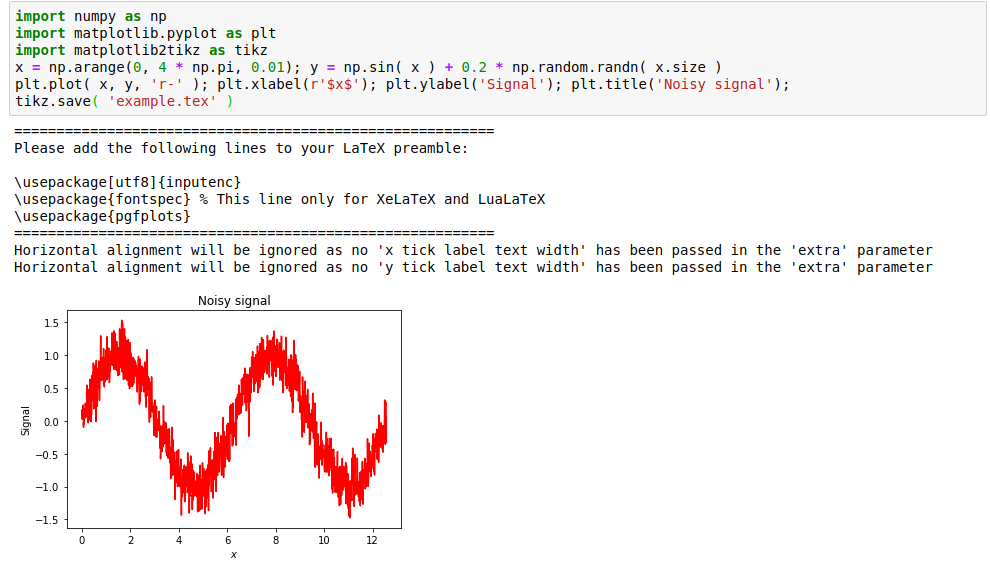 import numpy as np
import matplotlib.pyplot as plt
import matplotlib2tikz as tikz
x = np.arange(0, 4 * np.pi, 0.01); y = np.sin( x ) + 0.2 * np.random.randn( x.size )
plt.plot( x, y, 'r-' ); plt.xlabel(r'$x$'); plt.ylabel('Signal'); plt.title('Noisy signal');
tikz.save( 'example.tex' )
=========================================================
Please add the following lines to your LaTeX preamble:
\usepackage[utf8]{inputenc}
\usepackage{fontspec} % This line only for XeLaTeX and LuaLaTeX
\usepackage{pgfplots}
=========================================================
Horizontal alignment will be ignored as no 'x tick label text width' has been passed in the 'extra' parameter
Horizontal alignment will be ignored as no 'y tick label text width' has been passed in the 'extra' parameter
Noisy signal
1.5
1.0
0.5
0.0
−0.5
−1.0
−1.5
Signal
0 2 4 6 8 10 12
x